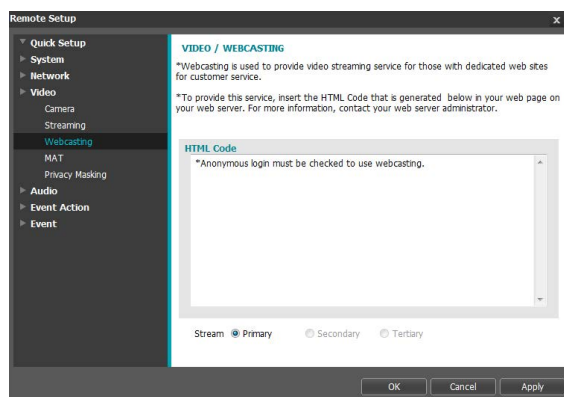 Remote Setup
x
Quick Setup
System
Network
Video
Camera
Streaming
Webcasting
MAT
Privacy Masking
Audio
Event Action
Event
VIDEO / WEBCASTING
*Webcasting is used to provide video streaming service for those with dedicated web sites
for customer service.
*To provide this service, insert the HTML Code that is generated below in your web page on
your web server. For more information, contact your web server administrator.
HTML Code
*Anonymous login must be checked to use webcasting.
Stream Primary Secondary Tertiary
OK Cancel Apply